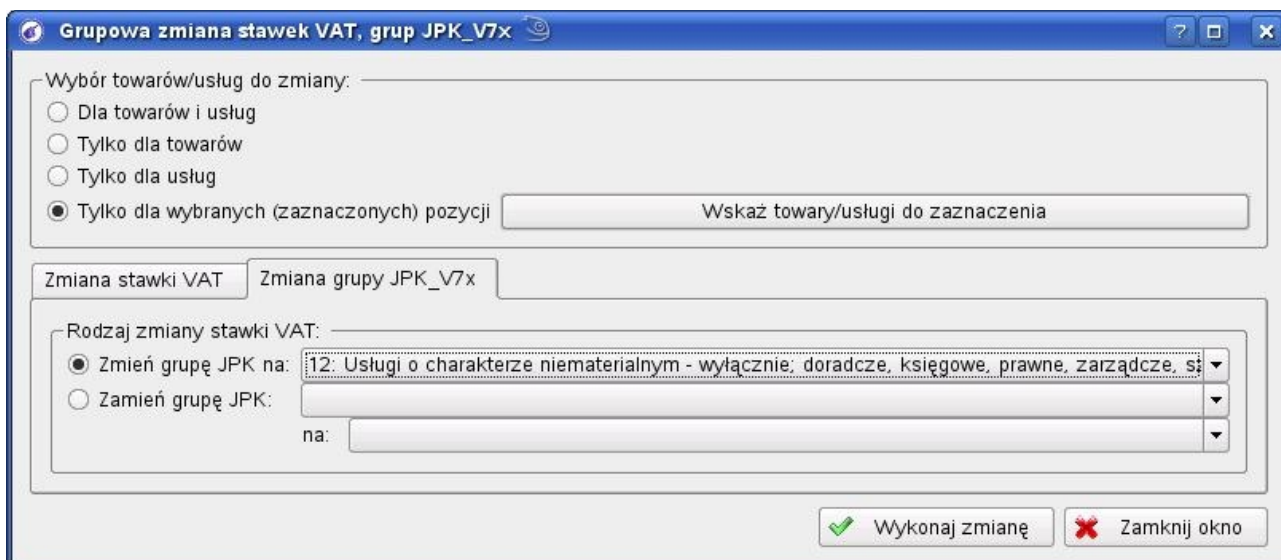 Grupowa zmiana stawek VAT, grup JPK_V7x
Wybór towarów/usług do zmiany:
Dla towarów i usług
Tylko dla towarów
Tylko dla usług
Tylko dla wybranych (zaznaczonych) pozycji Wskaż towary/usługi do zaznaczenia
Zmiana stawki VAT Zmiana grupy JPK_V7x
Rodzaj zmiany stawki VAT:
Zmień grupę JPK na: 12: Usługi o charakterze niematerialnym - wyłącznie; doradcze, księgowe, prawne, zarządcze,
Zamień grupę JPK:
na:
Wykonaj zmianę Zamknij okno